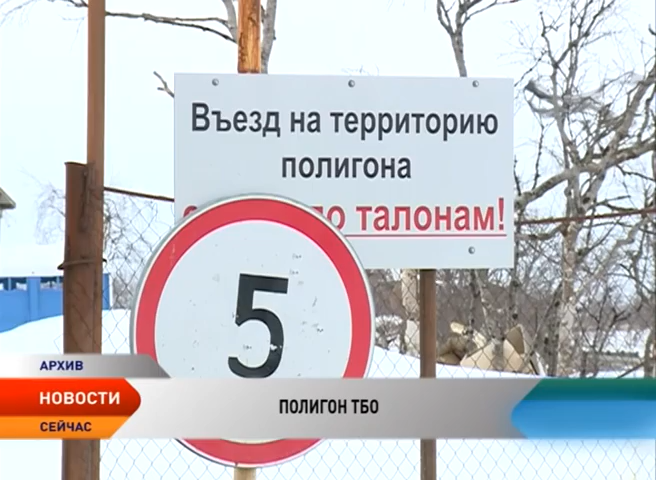 Въезд на территорию
полигона
по талонам!
5
АРХИВ
НОВОСТИ
СЕЙЧАС
ПОЛИГОН ТБО